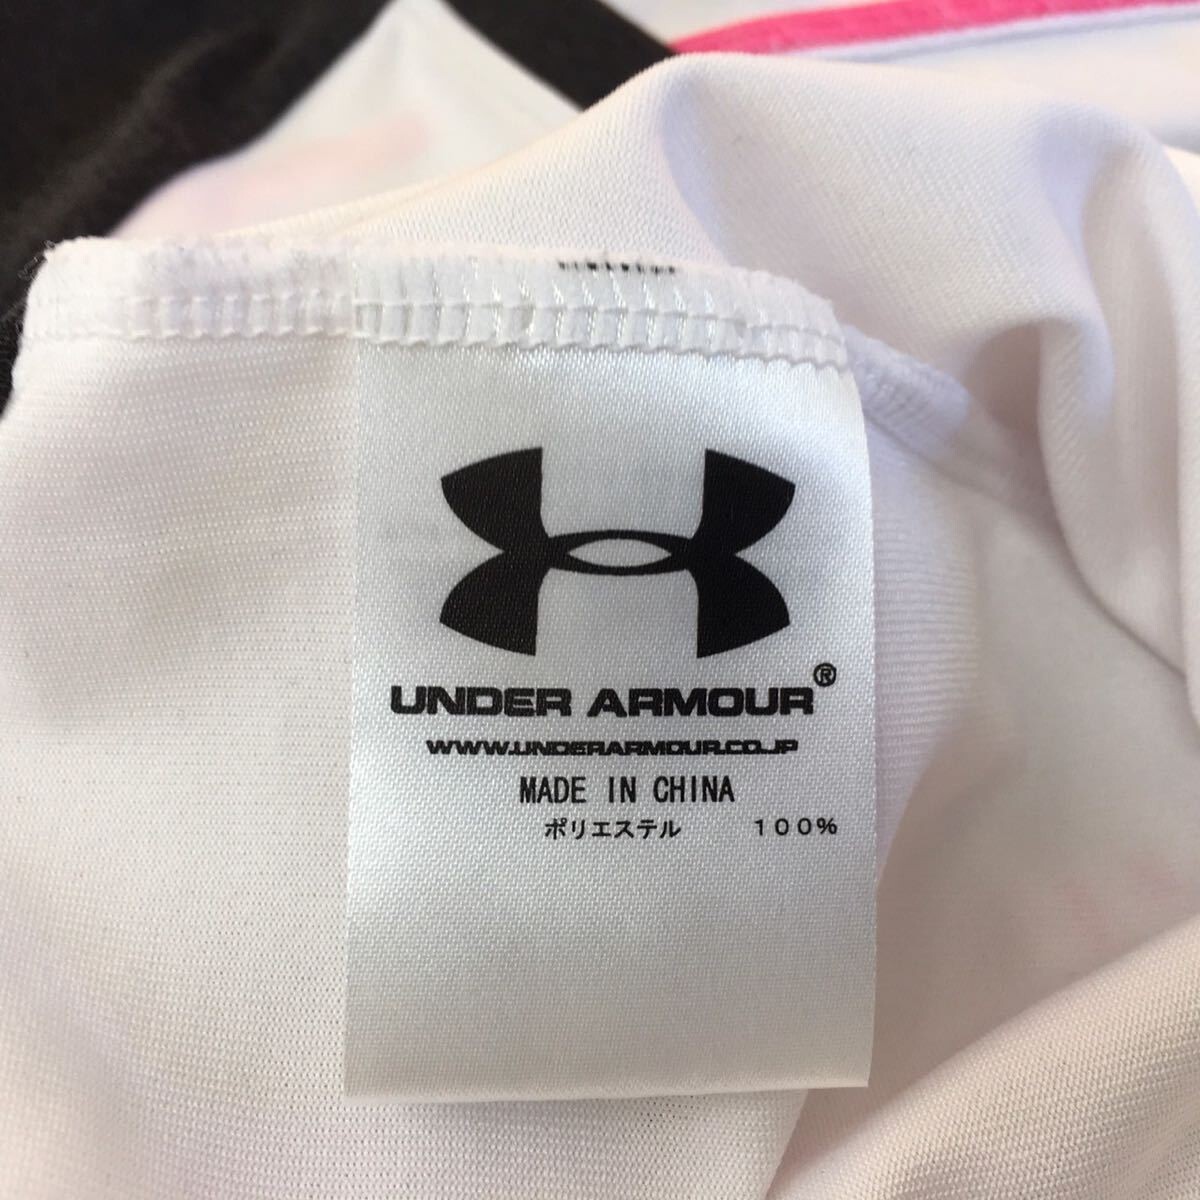 UNDER ARMOUR®
WWW.UNDERARMOUR.CO.JP
MADE IN CHINA
ポリエステル 100%